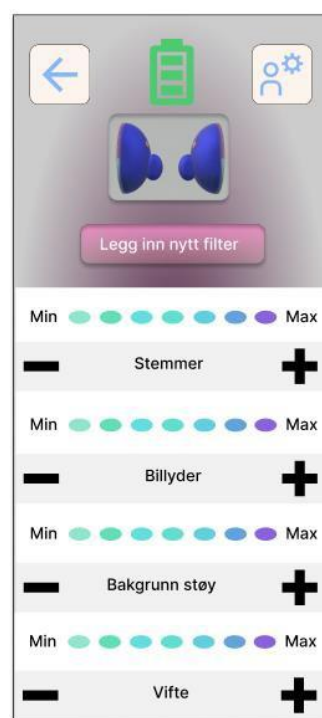 Legg inn nytt filter
Min Max
Stemmer
Min Max
Billyder
Min Max
Bakgrunn støy
Min Max
Vifte